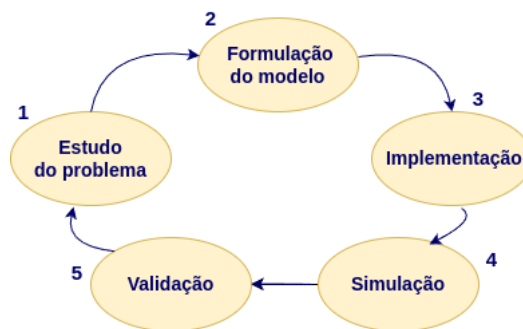 1
Estudo
do problema
2
Formulação
do modelo
3
Implementação
4
Simulação
5
Validação